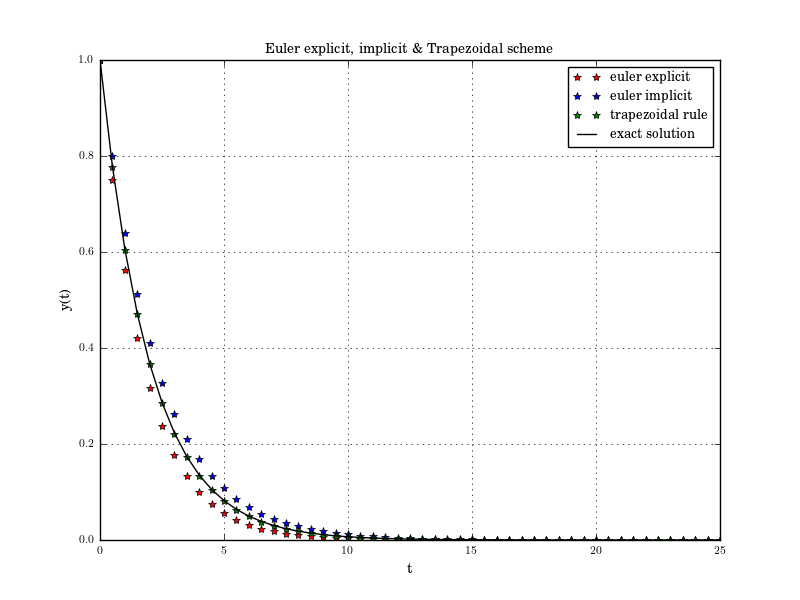 Euler explicit, implicit & Trapezoidal scheme
euler explicit
euler implicit
trapezoidal rule
exact solution
1.0
0.8
0.6
0.4
0.2
0.0
y(t)
0 5 10 15 20 25
t